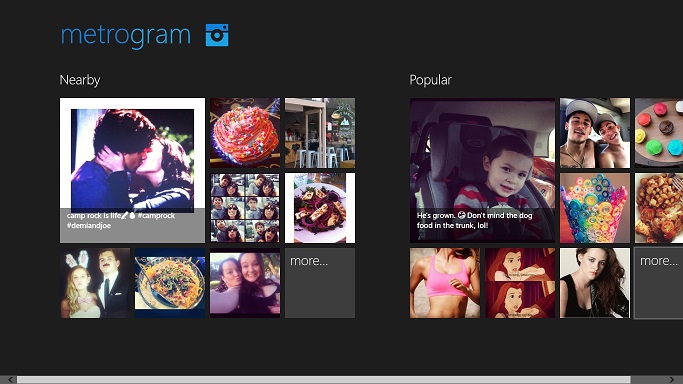 metrogram
Nearby
Popular
camp rock is life🎤 #camprock
#demiandjoe
He's grown. 😘 Don't mind the dog
food in the trunk, lol!
more...
more...